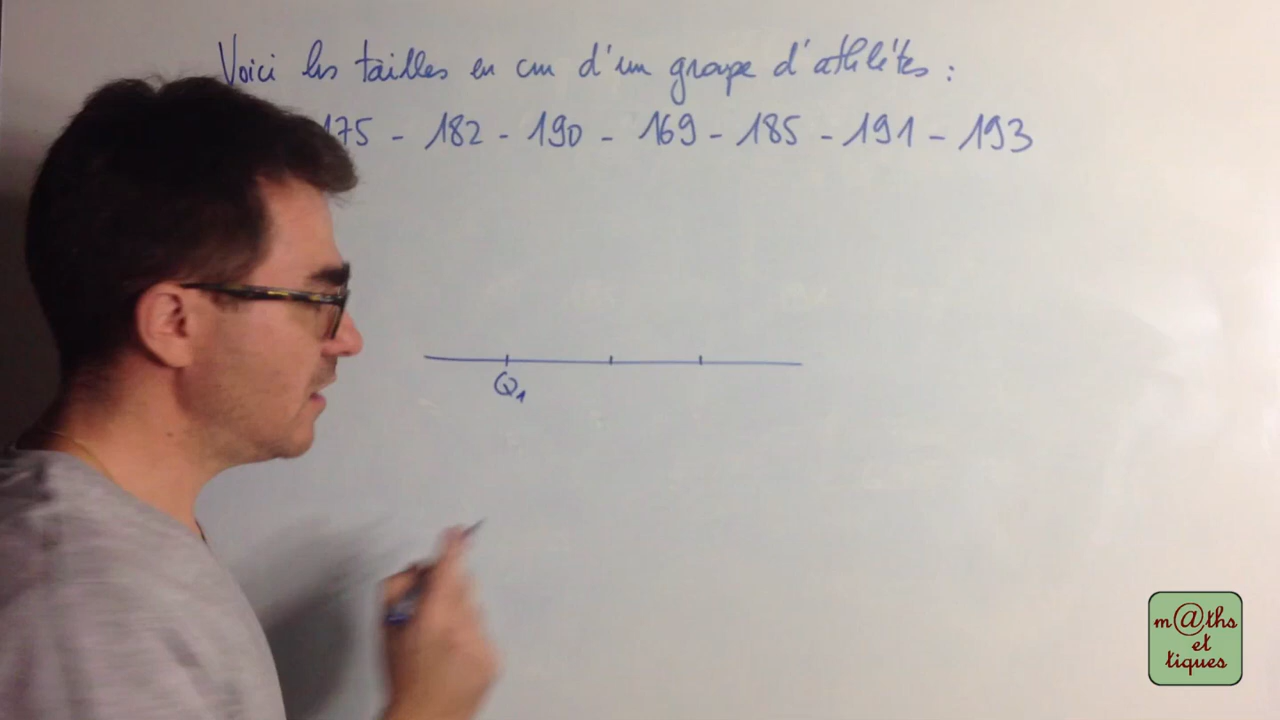 Voici les tailles en cm d'un groupe d'athlètes :
175 - 182 - 190 - 169 - 185 - 191 - 193
Q1
m@ths
et
tiques